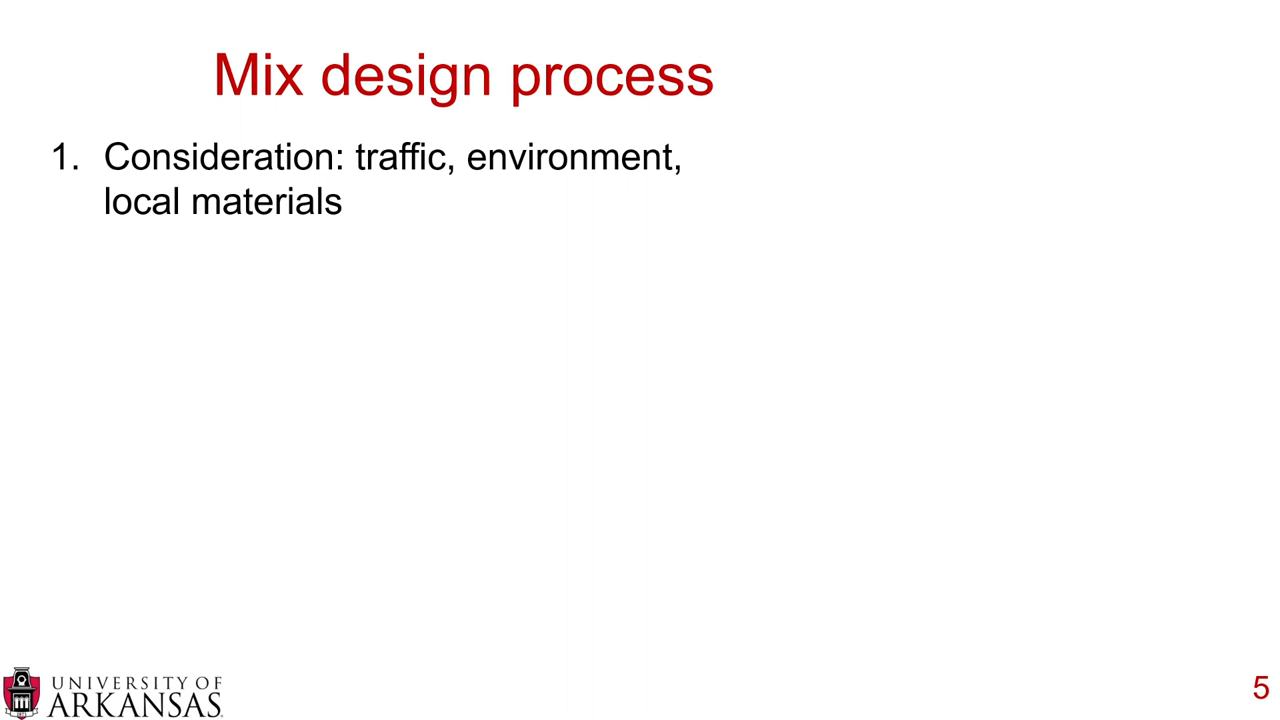 Mix design process
1. Consideration: traffic, environment,
local materials
UNIVERSITY OF
ARKANSAS
5